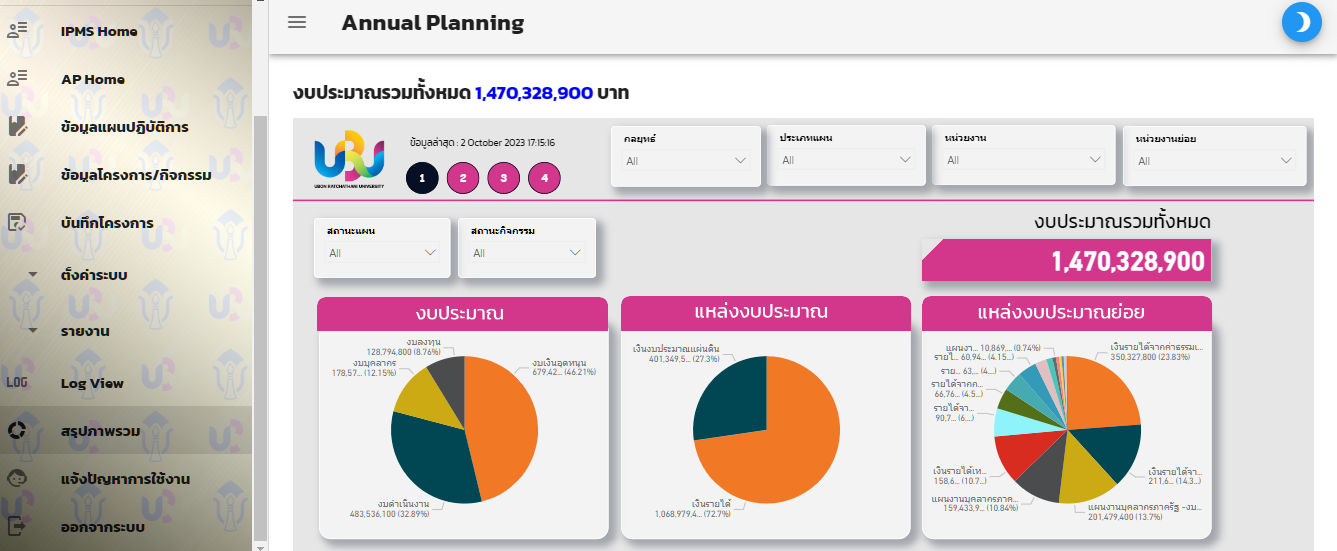 IPMS Home
AP Home
ข้อมูลแผนปฏิบัติการ
ข้อมูลโครงการ/กิจกรรม
บันทึกโครงการ
ตั้งค่าระบบ
รายงาน
LOG Log View
สรุปภาพรวม
แจ้งปัญหาการใช้งาน
ออกจากระบบ
Annual Planning
งบประมาณรวมทั้งหมด 1,470,328,900 บาท
UBU
UBON RATCHATHANI UNIVERSITY
ข้อมูลล่าสุด : 2 October 2023 17:15:16
1 2 3 4
กลยุทธ์
All
ประเภทแผน
All
หน่วยงาน
All
หน่วยงานย่อย
All
สถานะแผน
All
สถานะกิจกรรม
All
งบประมาณรวมทั้งหมด
1,470,328,900
งบประมาณ
งบลงทุน
128,794,800 (8.76%)
งบบุคลากร
178,57... (12.15%)
งบเงินอุดหนุน
679,42... (46.21%)
งบดำเนินงาน
483,536,100 (32.89%)
แหล่งงบประมาณ
เงินงบประมาณแผ่นดิน
401,349,5... (27.3%)
เงินรายได้
1,068,979,4... (72.7%)
แหล่งงบประมาณย่อย
แผนงา... 10,869,... (0.74%)
รายไ... 60,94... (4.15...)
ราย... 63,... (4...)
รายได้จากก...
66,76... (4.5...)
รายได้จา...
90,7... (6...)
เงินรายได้เห...
158,6... (10.7...)
แผนงานบุคลากรภาค...
159,433,9... (10.84%)
เงินรายได้จากค่าธรรม...
350,327,800 (23.83%)
เงินรายได้จา...
211,6... (14.3...)
แผนงานบุคลากรภาครัฐ -งบ...
201,479,400 (13.7%)